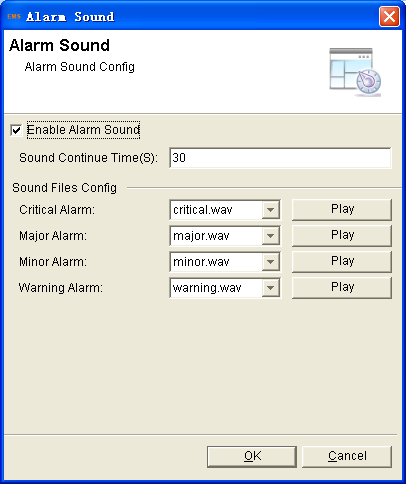 EMS Alarm Sound
Alarm Sound
Alarm Sound Config
Enable Alarm Sound
Sound Continue Time(S): 30
Sound Files Config
Critical Alarm: critical.wav Play
Major Alarm: major.wav Play
Minor Alarm: minor.wav Play
Warning Alarm: warning.wav Play
OK Cancel